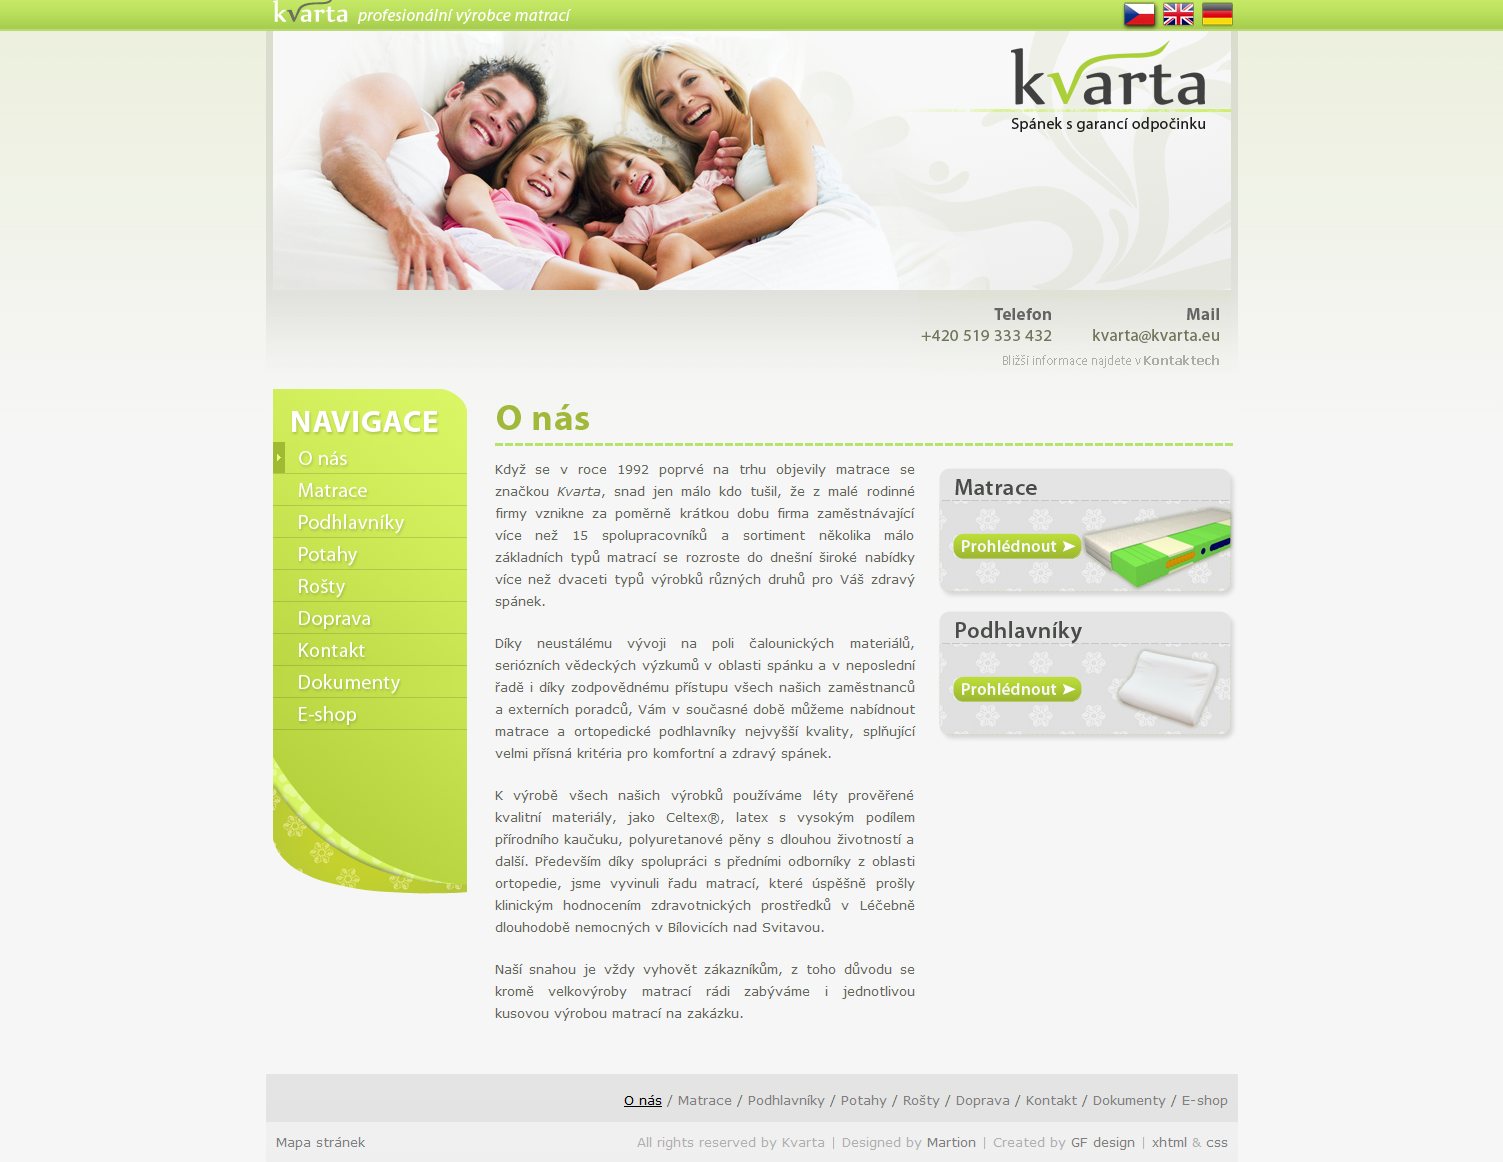 kvarta profesionální výrobce matrací
kvarta
Spánek s garancí odpočinku
Telefon
+420 519 333 432
Mail
kvarta@kvarta.eu
Bližší informace najdete v Kontaktech
NAVIGACE
O nás
Matrace
Podhlavníky
Potahy
Rošty
Doprava
Kontakt
Dokumenty
E-shop
O nás
Když se v roce 1992 poprvé na trhu objevily matrace se
značkou Kvarta, snad jen málo kdo tušil, že z malé rodinné
firmy vznikne za poměrně krátkou dobu firma zaměstnávající
více než 15 spolupracovníků a sortiment několika málo
základních typů matrací se rozroste do dnešní široké nabídky
více než dvaceti typů výrobků různých druhů pro Váš zdravý
spánek.
Díky neustálému vývoji na poli čalounických materiálů,
seriózních vědeckých výzkumů v oblasti spánku a v neposlední
řadě i díky zodpovědnému přístupu všech našich zaměstnanců
a externích poradců, Vám v současné době můžeme nabídnout
matrace a ortopedické podhlavníky nejvyšší kvality, splňující
velmi přísná kritéria pro komfortní a zdravý spánek.
K výrobě všech našich výrobků používáme léty prověřené
kvalitní materiály, jako Celtex®, latex s vysokým podílem
přírodního kaučuku, polyuretanové pěny s dlouhou životností a
další. Především díky spolupráci s předními odborníky z oblasti
ortopedie, jsme vyvinuli řadu matrací, které úspěšně prošly
klinickým hodnocením zdravotnických prostředků v Léčebně
dlouhodobě nemocných v Bílovicích nad Svitavou.
Naší snahou je vždy vyhovět zákazníkům, z toho důvodu se
kromě velkovýroby matrací rádi zabýváme i jednotlivou
kusovou výrobou matrací na zakázku.
Matrace
Prohlédnout
Podhlavníky
Prohlédnout
O nás / Matrace / Podhlavníky / Potahy / Rošty / Doprava / Kontakt / Dokumenty / E-shop
Mapa stránek
All rights reserved by Kvarta | Designed by Martion | Created by GF design | xhtml & css